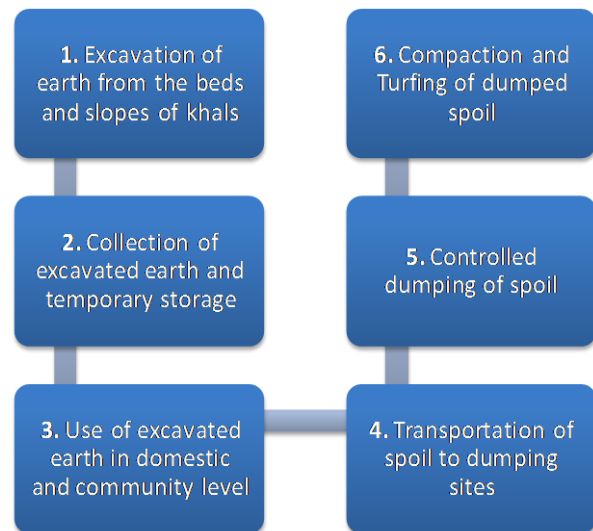 1. Excavation of
earth from the beds
and slopes of khals
2. Collection of
excavated earth and
temporary storage
3. Use of excavated
earth in domestic
and community level
4. Transportation of
spoil to dumping
sites
5. Controlled
dumping of spoil
6. Compaction and
Turfing of dumped
spoil